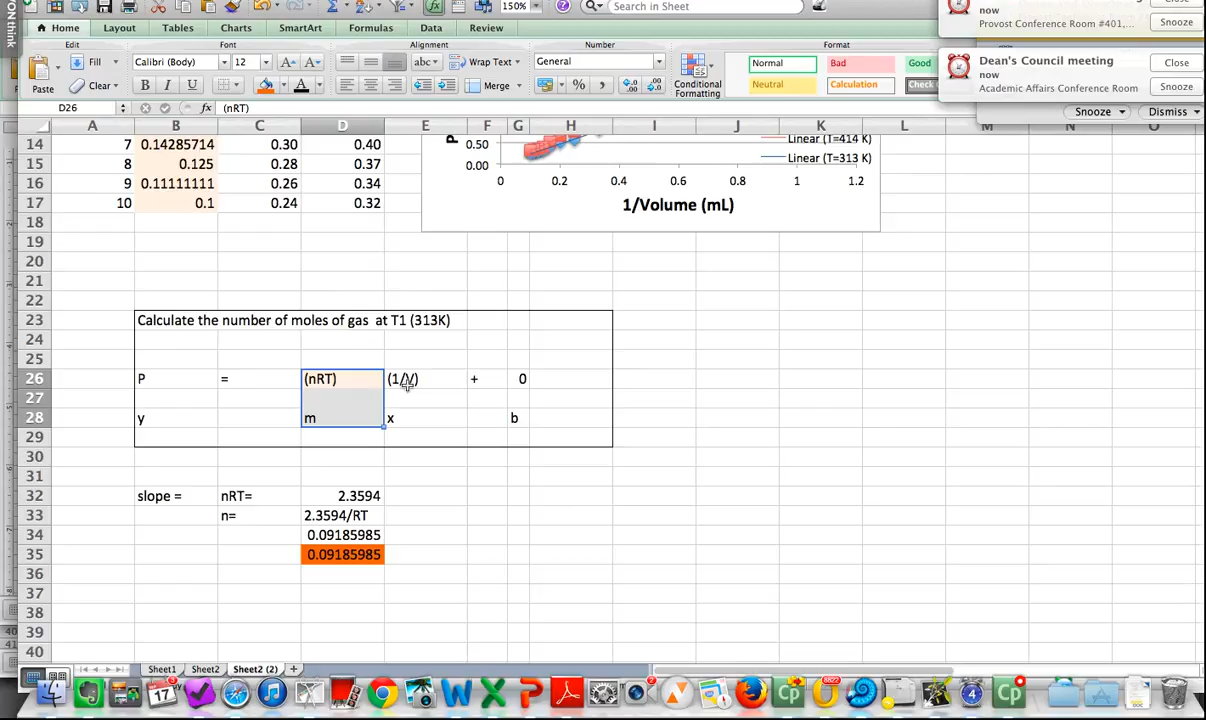 150%
Search in Sheet
now
Provost Conference Room #401,...
Snooze
Home Layout Tables Charts SmartArt Formulas Data Review
Dean's Council meeting
now
Academic Affairs Conference Room
Close
Snooze
Edit Font Alignment Number Format
Fill Calibri (Body) 12 abc Wrap Text General Normal Bad Good
Paste Clear B I U A Merge % , Conditional Formatting Neutral Calculation
Snooze Dismiss
D26 fx (nRT)
A B C D E F G H I J K L M N O
14 7 0.14285714 0.30 0.40
15 8 0.125 0.28 0.37
16 9 0.11111111 0.26 0.34
17 10 0.1 0.24 0.32
P 0.50 Linear (T=414 K)
0.00 Linear (T=313 K)
0 0.2 0.4 0.6 0.8 1 1.2
1/Volume (mL)
18
19
20
21
22
23 Calculate the number of moles of gas at T1 (313K)
24
25
26 P = (nRT) (1/V) + 0
27
28 y m x b
29
30
31
32 slope = nRT= 2.3594
33 n= 2.3594/RT
34 0.09185985
35 0.09185985
36
37
38
39
40
Sheet1 Sheet2 Sheet2 (2) +